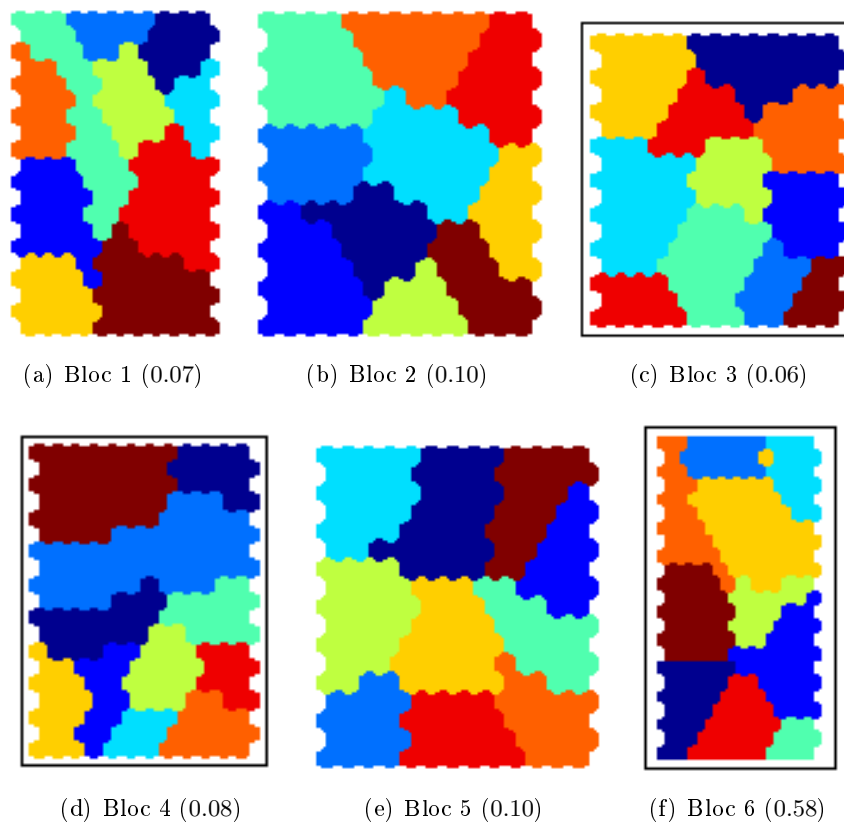 (a) Bloc 1 (0.07)
(b) Bloc 2 (0.10)
(c) Bloc 3 (0.06)
(d) Bloc 4 (0.08)
(e) Bloc 5 (0.10)
(f) Bloc 6 (0.58)